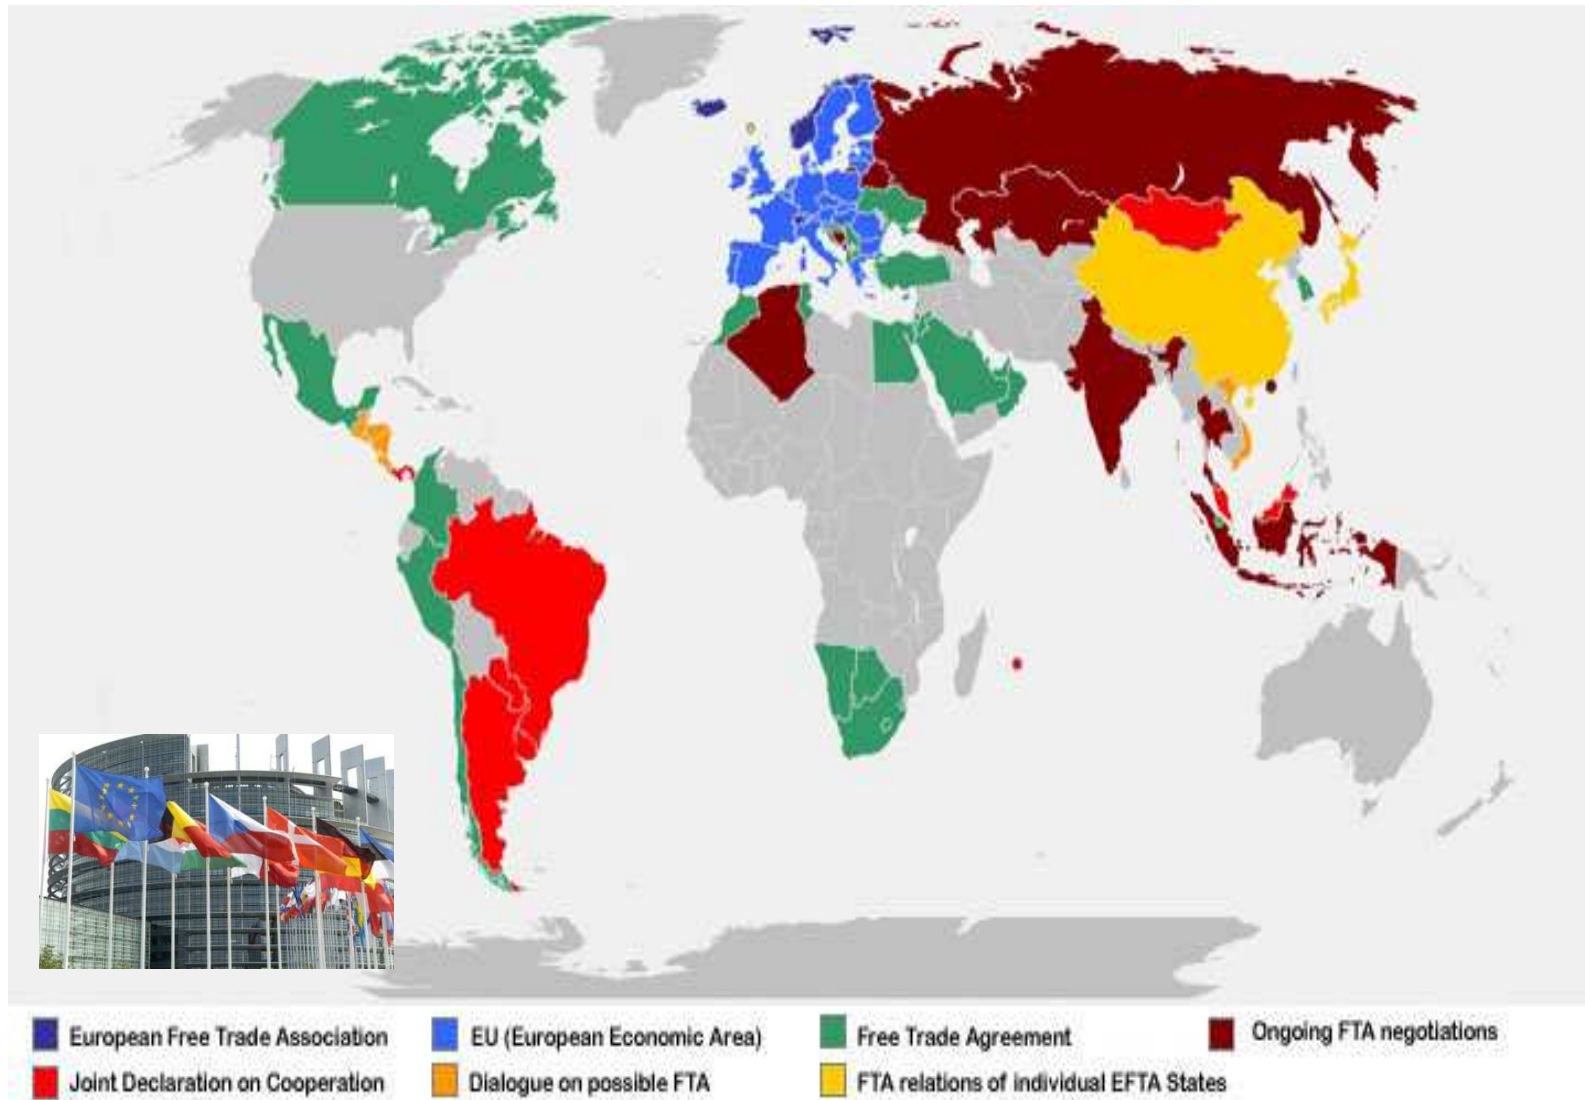 European Free Trade Association
EU (European Economic Area)
Free Trade Agreement
Ongoing FTA negotiations
Joint Declaration on Cooperation
Dialogue on possible FTA
FTA relations of individual EFTA States